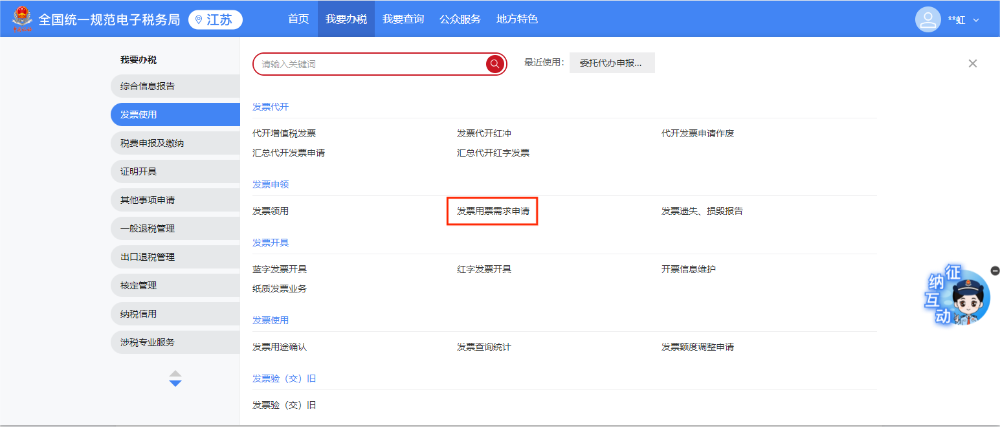 全国统一规范电子税务局 江苏 首页 我要办税 我要查询 公众服务 地方特色 **虹
我要办税
综合信息报告
发票使用
税费申报及缴纳
证明开具
其他事项申请
一般退税管理
出口退税管理
核定管理
纳税信用
涉税专业服务
请输入关键词 最近使用: 委托代办申报...
发票代开
代开增值税发票 发票代开红冲 代开发票申请作废
汇总代开发票申请 汇总代开红字发票
发票申领
发票领用 发票用票需求申请 发票遗失、损毁报告
发票开具
蓝字发票开具 红字发票开具 开票信息维护
纸质发票业务
发票使用
发票用途确认 发票查询统计 发票额度调整申请
发票验（交）旧
发票验（交）旧
征纳互动